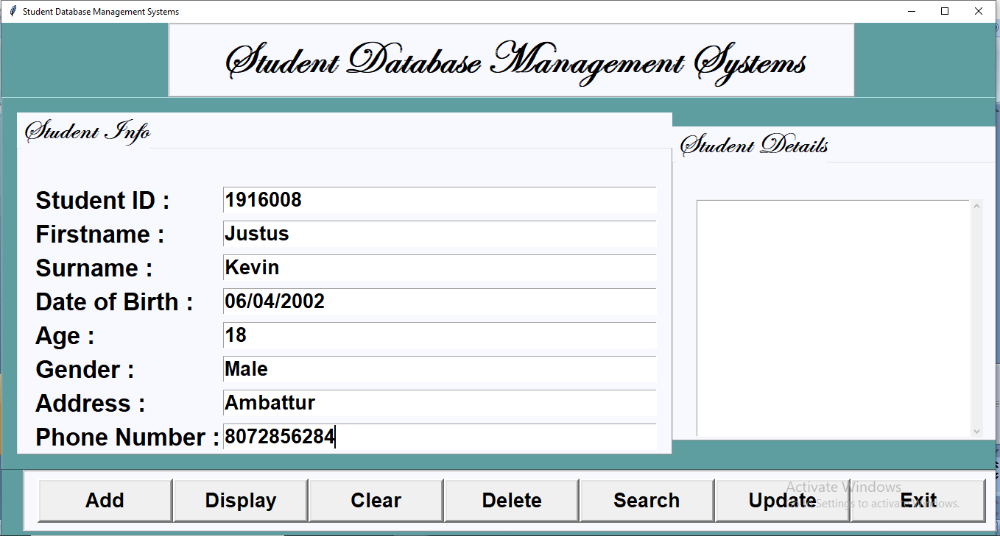 Student Database Management Systems
Student Database Management Systems
Student Info
Student Details
Student ID : 1916008
Firstname : Justus
Surname : Kevin
Date of Birth : 06/04/2002
Age : 18
Gender : Male
Address : Ambattur
Phone Number : 8072856284
Activate Windows
Settings to activate Windows.
Add Display Clear Delete Search Update Exit